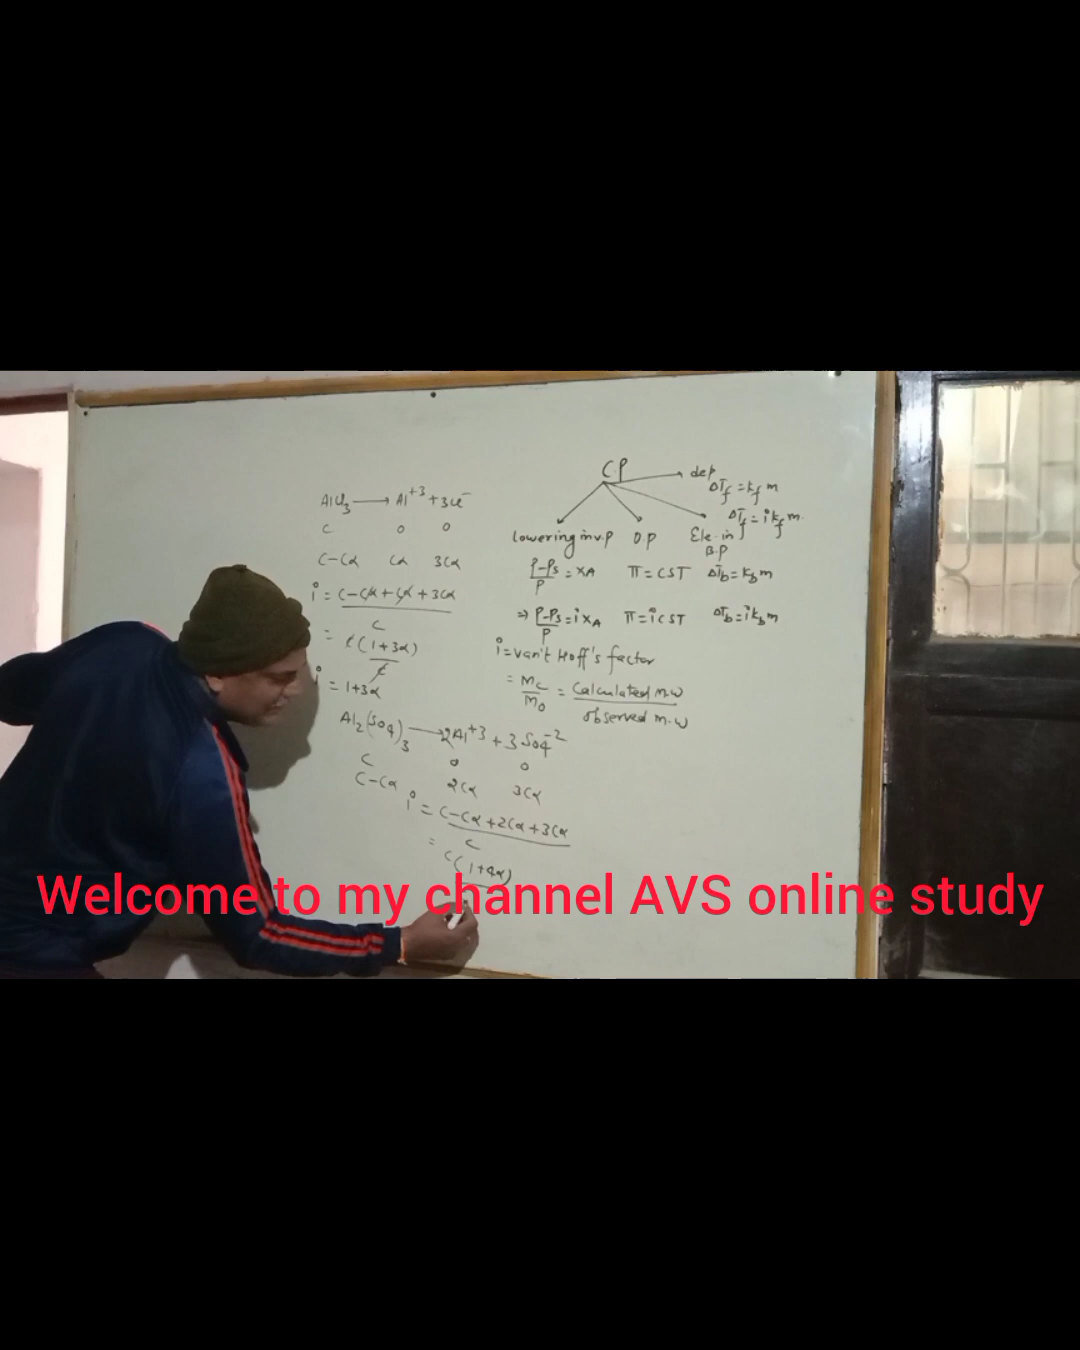 AlCl₃ → Al⁺³ + 3Cl⁻
C 0 0
C-Cα Cα 3Cα
i = C-Cα+Cα+3Cα
C
= C(1+3α)
C
i = 1+3α
Al₂(SO₄)₃ → 2Al⁺³ + 3SO₄⁻²
C 0 0
C-Cα 2Cα 3Cα
i = C-Cα+2Cα+3Cα
C
= C(1+4α)
C.P
dep
ΔTf = kf m
ΔTf = i kf m
Lowering in v.p O.P Ele. in B.P
P-Ps/P = XA π = CST ΔTb = kb m
⇒ P-Ps/P = i XA π = iCST ΔTb = i kb m
i = Van't Hoff's factor
= Mc/Mo = Calculated M.W
observed M.W
Welcome to my channel AVS online study